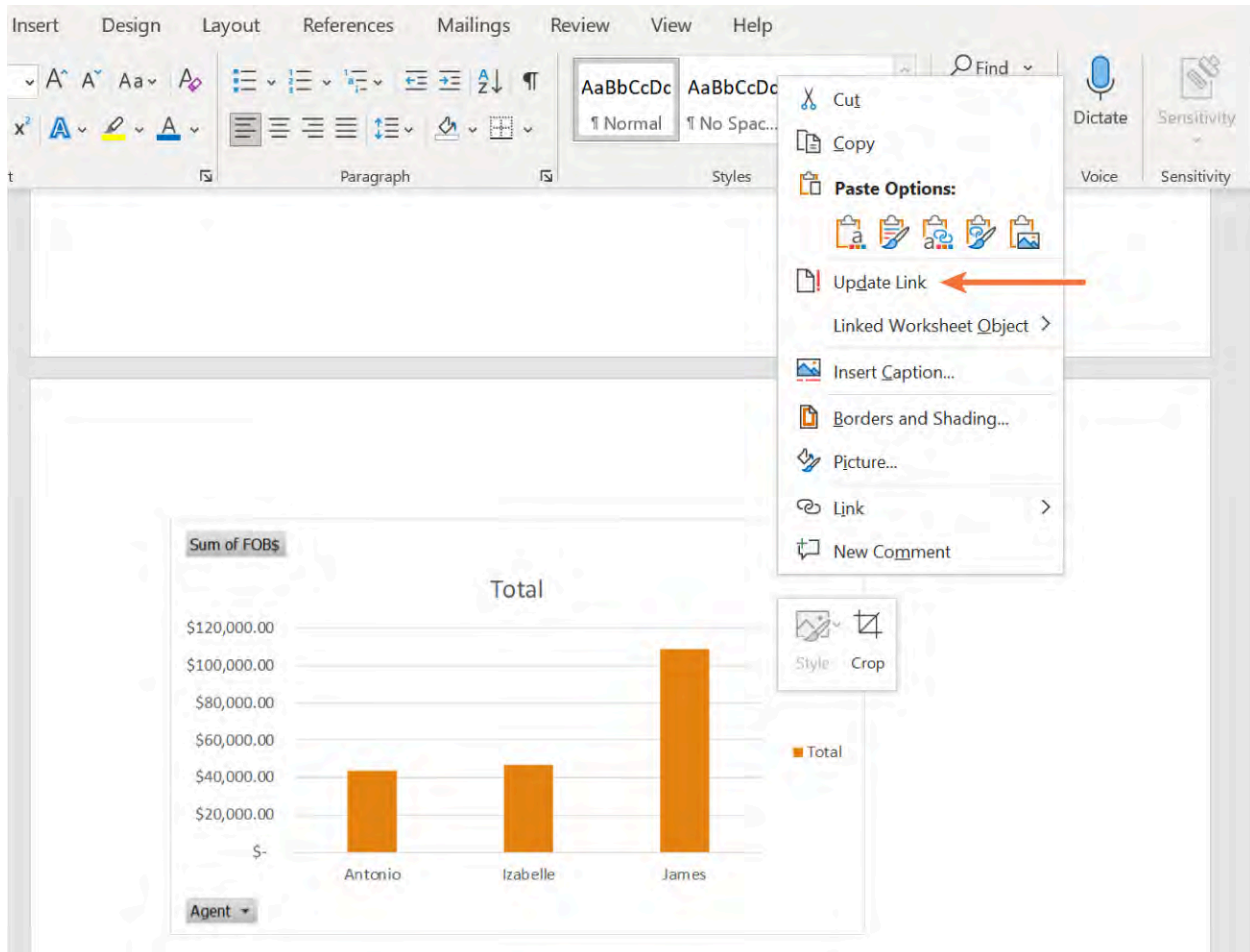 Insert Design Layout References Mailings Review View Help
A^ Aˇ Aa A
Find
x² A A
AaBbCcDc AaBbCcDc
¶ Normal ¶ No Spac...
Dictate Sensitivity
t Paragraph Styles Voice Sensitivity
Cut
Copy
Paste Options:
Update Link
Linked Worksheet Object
Insert Caption...
Borders and Shading...
Picture...
Link
New Comment
Style Crop
Sum of FOB$
Total
$120,000.00
$100,000.00
$80,000.00
$60,000.00
$40,000.00
$20,000.00
$-
Antonio Izabelle James
Total
Agent